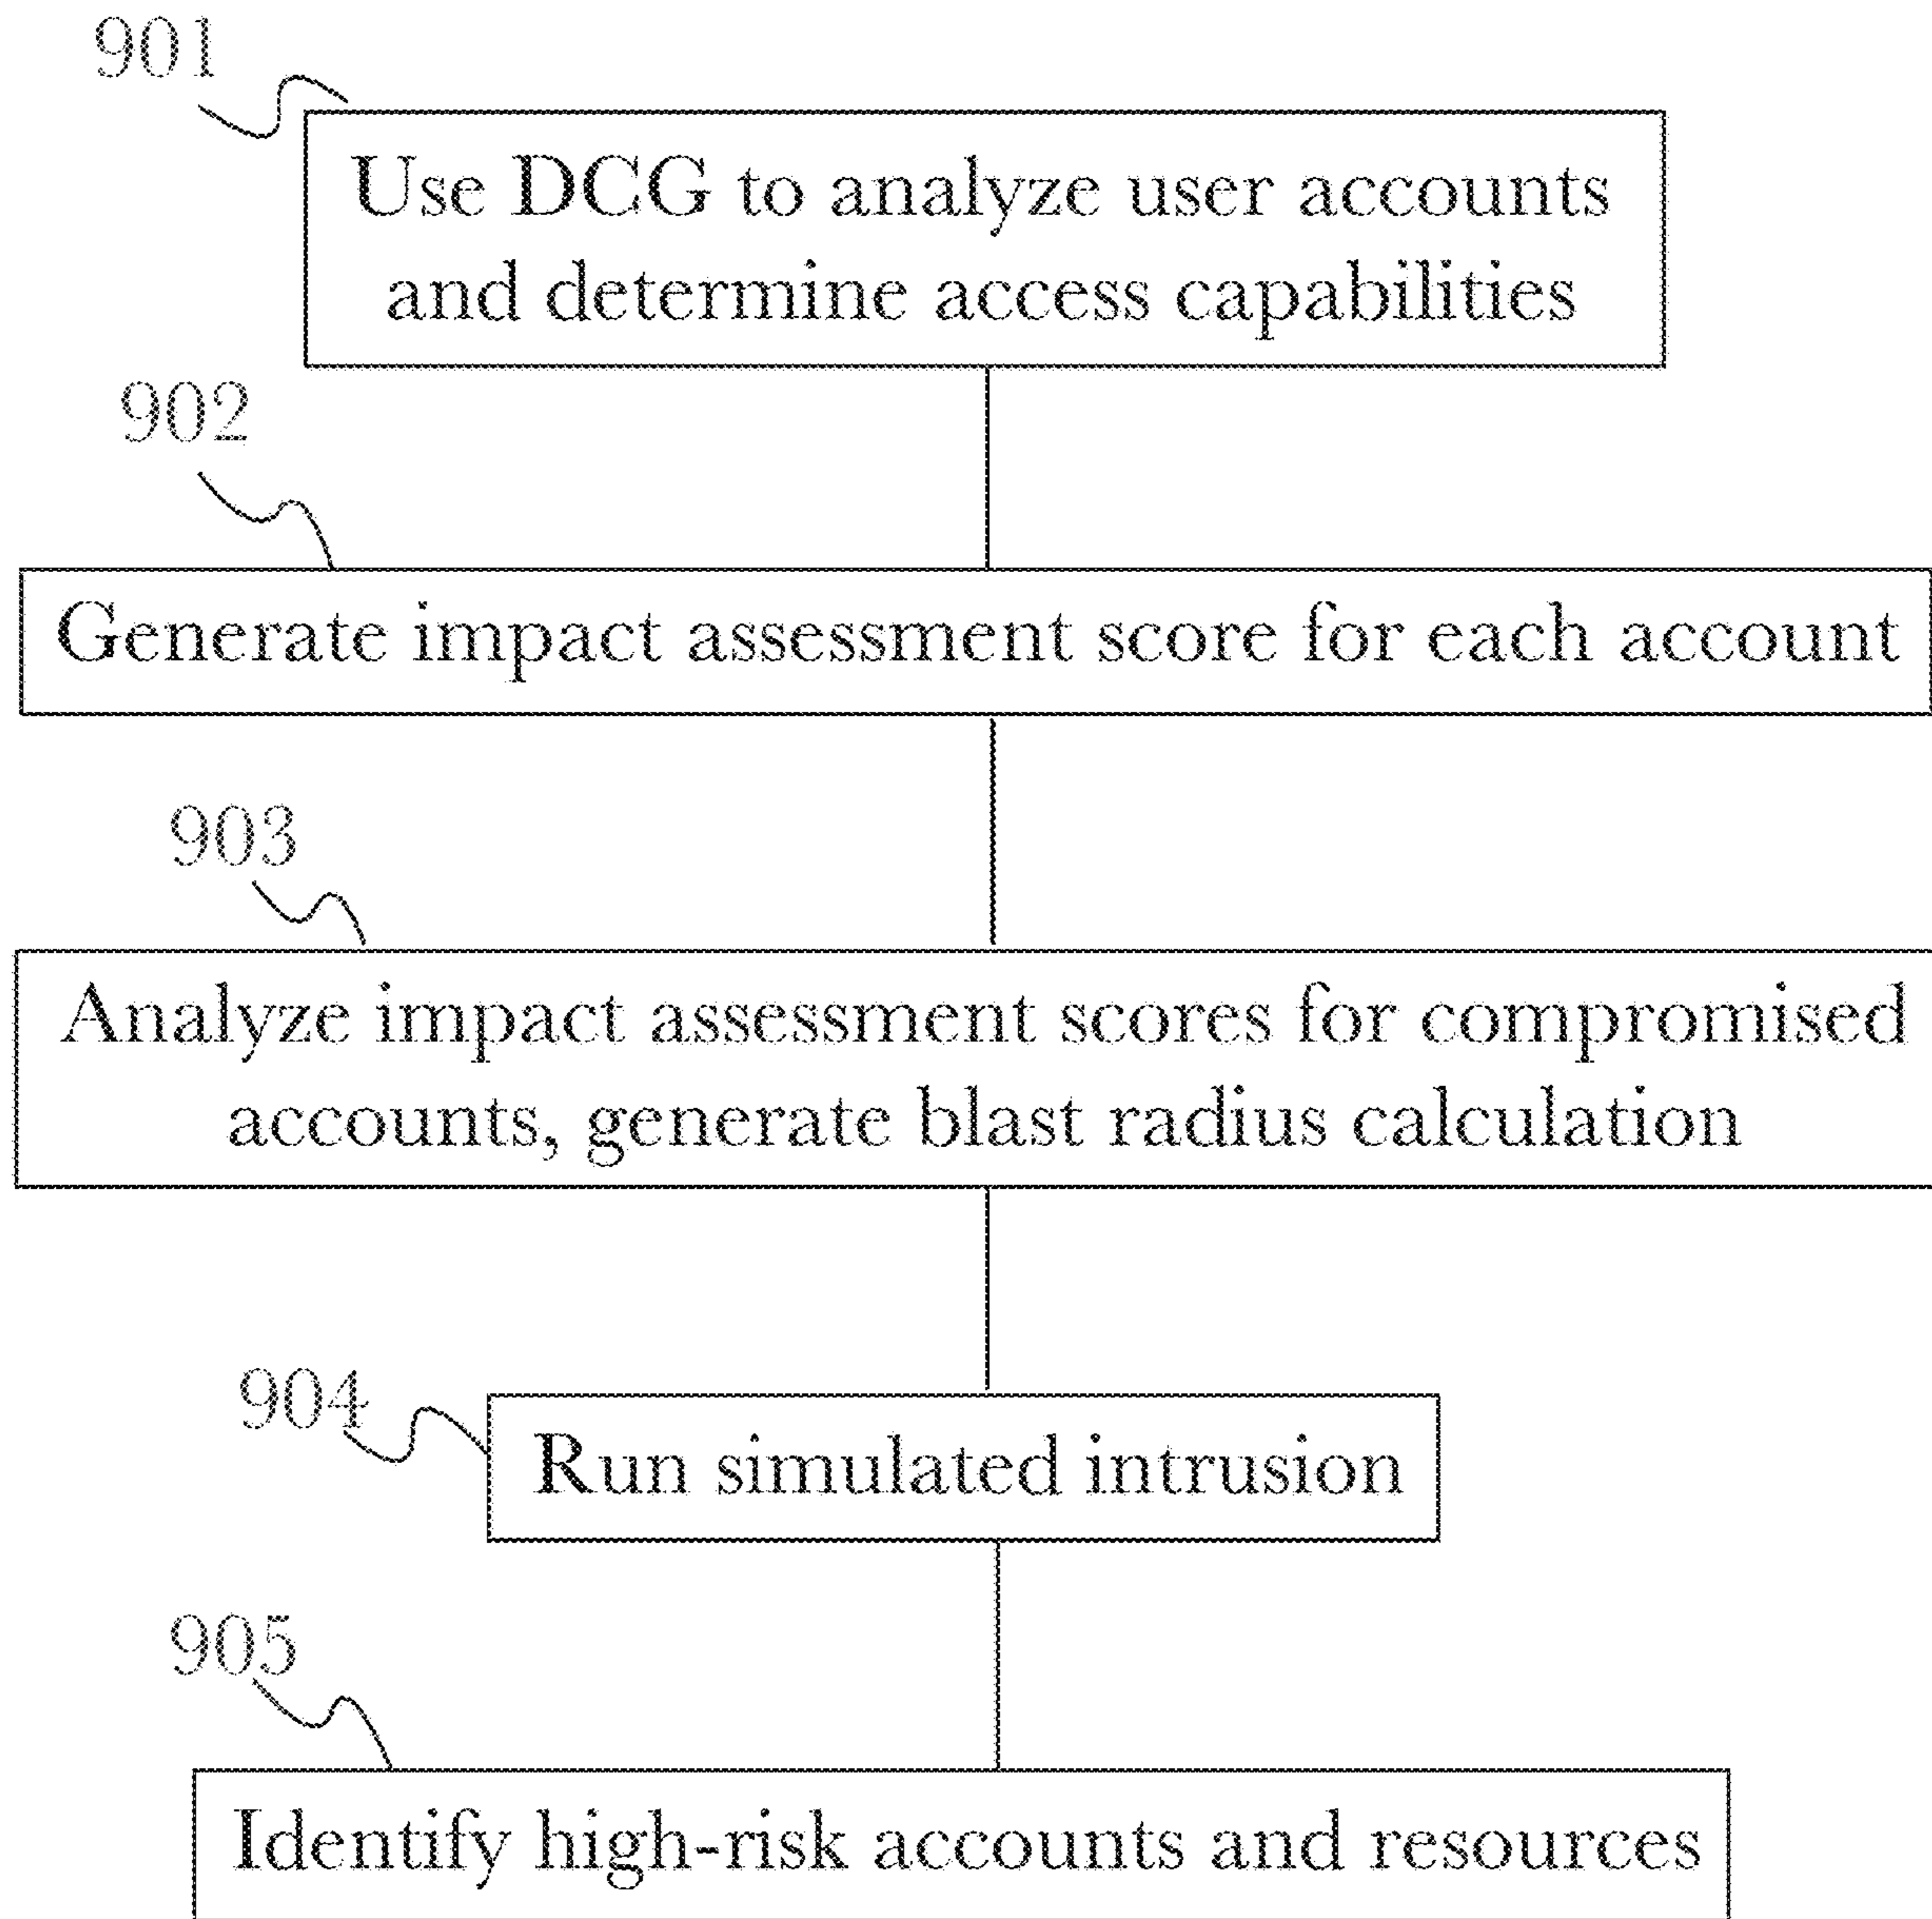 901
Use DCG to analyze user accounts
and determine access capabilities
902
Generate impact assessment score for each account
903
Analyze impact assessment scores for compromised
accounts, generate blast radius calculation
904
Run simulated intrusion
905
Identify high-risk accounts and resources